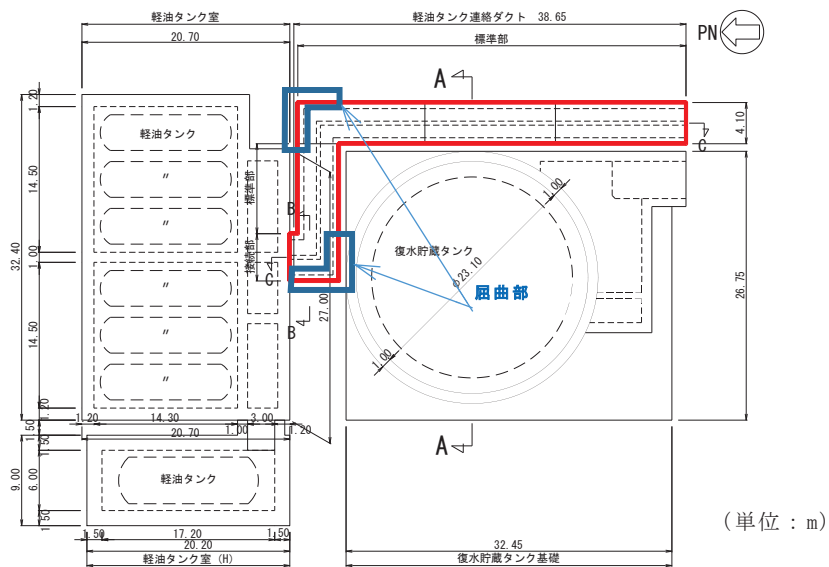 軽油タンク室
軽油タンク連絡ダクト 38.65
20.70
標準部
PN
A
1.20
4.10
軽油タンク
C
14.50
〃
標準部
1.00
〃
B
32.40
復水貯蔵タンク
1.00
接続部
C
φ23.10
26.75
屈曲部
27.00
〃
14.50
B
〃
1.00
〃
1.20
1.20
14.30
3.00
1.50
1.00
1.20
20.70
A
1.50
9.00
6.00
軽油タンク
(単位：m)
1.50
1.50
17.20
1.50
20.20
32.45
軽油タンク室(H)
復水貯蔵タンク基礎